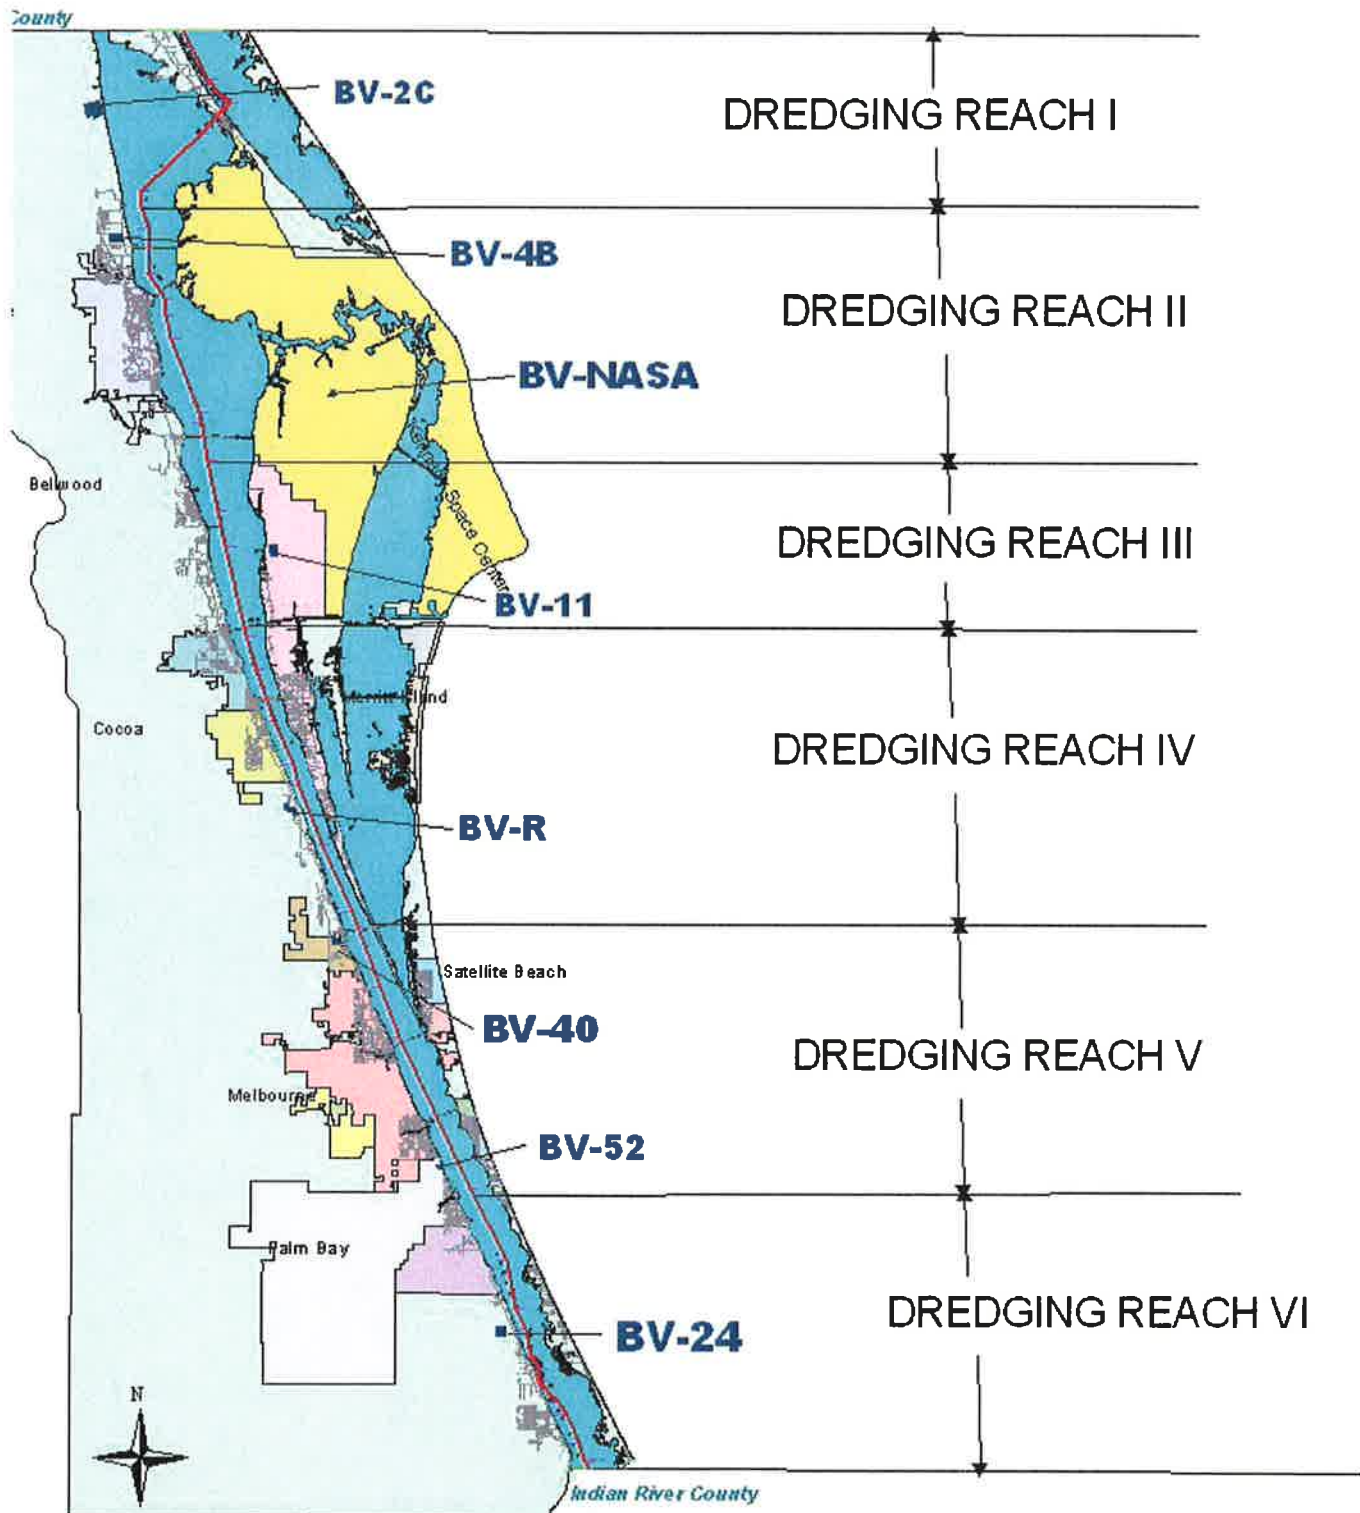 County
BV-2C
DREDGING REACH I
BV-4B
DREDGING REACH II
BV-NASA
Bellwood
Space Center
DREDGING REACH III
BV-11
Merritt Island
Cocoa
DREDGING REACH IV
BV-R
Satellite Beach
BV-40
DREDGING REACH V
Melbourne
BV-52
Palm Bay
DREDGING REACH VI
BV-24
N
Indian River County